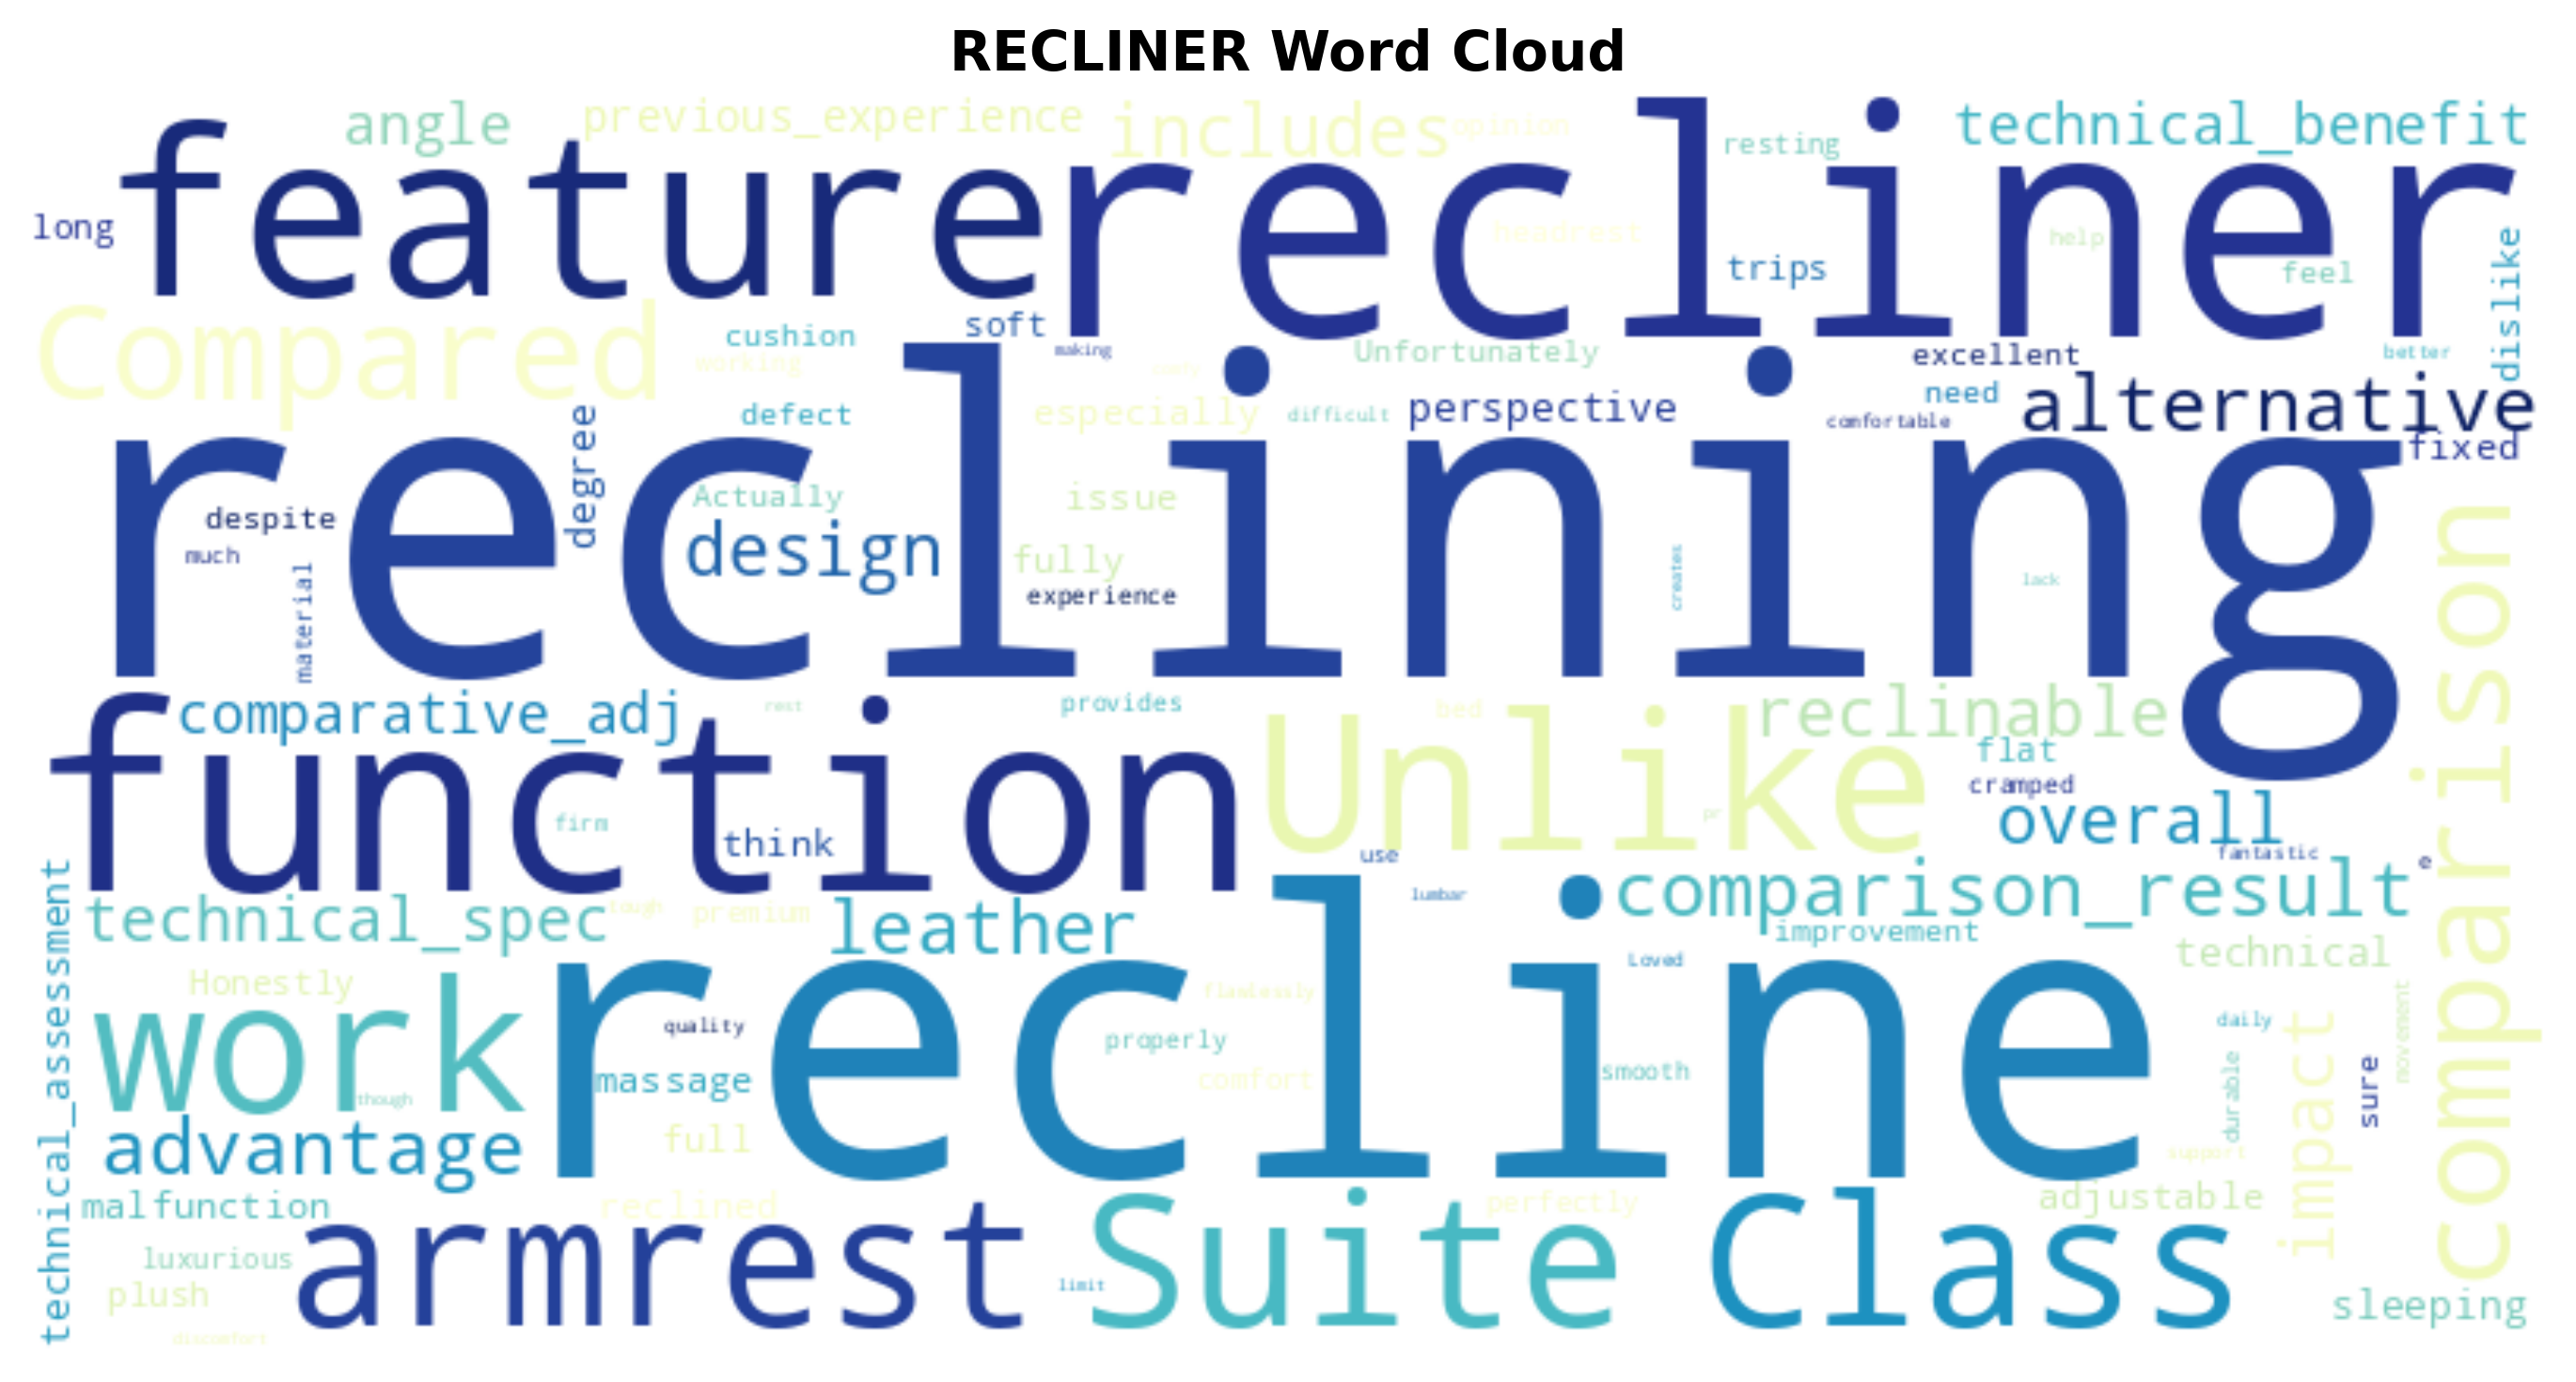 RECLINER Word Cloud
angle previous_experience includes opinion technical_benefit
resting
feature recliner
long headrest help
trips feel
dislike
Compared cushion soft
working making Unfortunately excellent better
need alternative
defect especially difficult perspective comfortable
fixed
reclining
degree
Actually issue
despite design
much fully creates lack
material experience
comparison
comparative_adj rest provides bed reclinable
function Unlike flat
cramped
firm think pr overall
use fantastic e
technical_assessment
technical_spec tough premium leather lumbar comparison_result
improvement
Honestly Loved technical
work recline
flawlessly movement
quality properly daily
massage comfort smooth durable impact sure
though
advantage full support
malfunction reclined perfectly adjustable
armrest Suite Class
luxurious
plush limit sleeping
discomfort